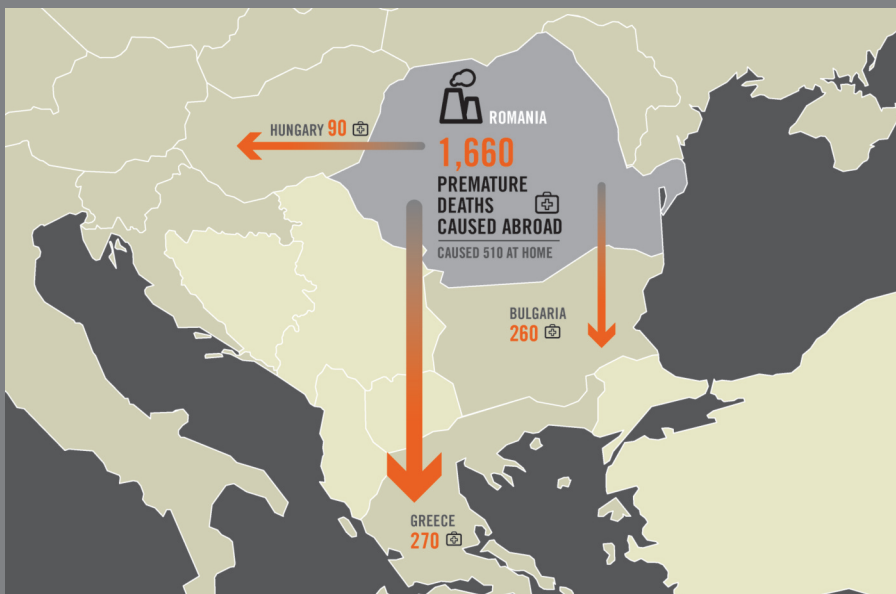 HUNGARY 90
ROMANIA
1,660
PREMATURE
DEATHS
CAUSED ABROAD
CAUSED 510 AT HOME
BULGARIA
260
GREECE
270